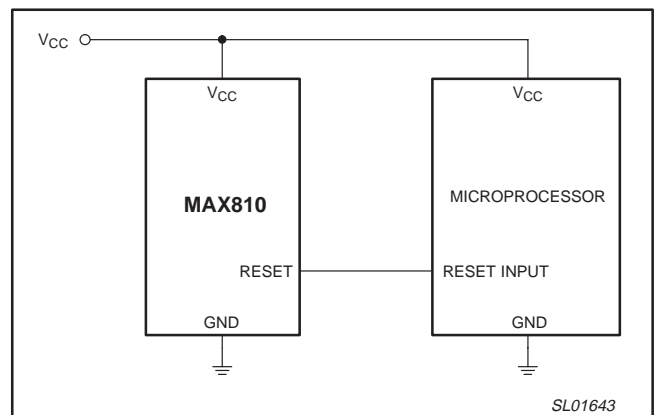 VCC
VCC
VCC
MAX810
MICROPROCESSOR
RESET
RESET INPUT
GND
GND
SL01643